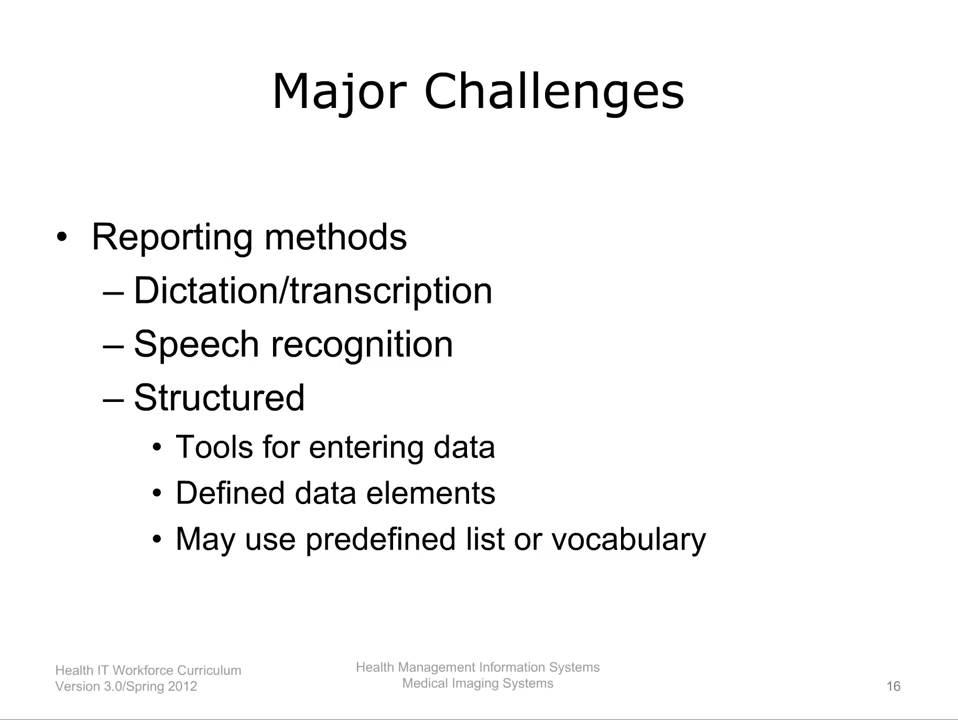 Major Challenges
• Reporting methods
– Dictation/transcription
– Speech recognition
– Structured
• Tools for entering data
• Defined data elements
• May use predefined list or vocabulary
Health IT Workforce Curriculum
Version 3.0/Spring 2012
Health Management Information Systems
Medical Imaging Systems
16